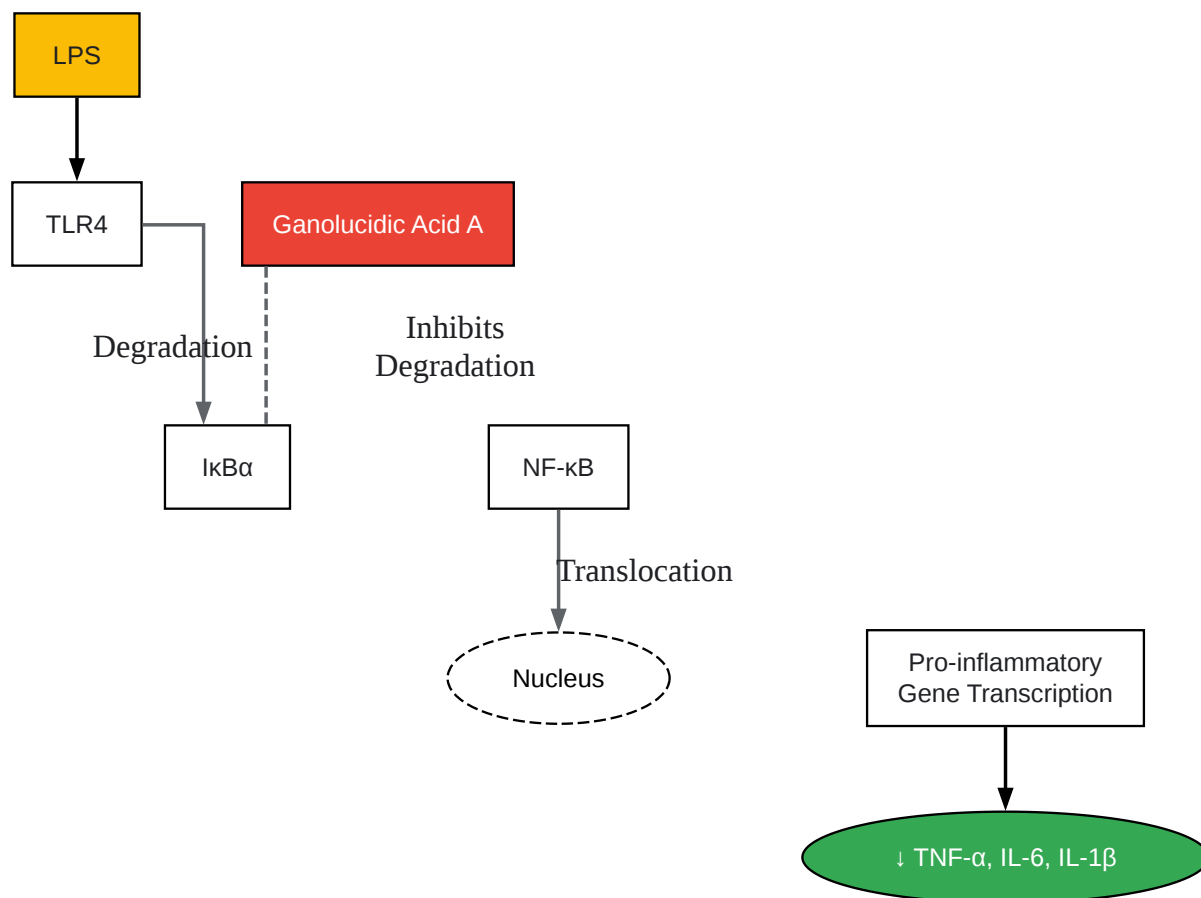 LPS
TLR4
Ganolucidic Acid A
Degradation
Inhibits
Degradation
IκBα
NF-κB
Translocation
Nucleus
Pro-inflammatory
Gene Transcription
↓ TNF-α, IL-6, IL-1β